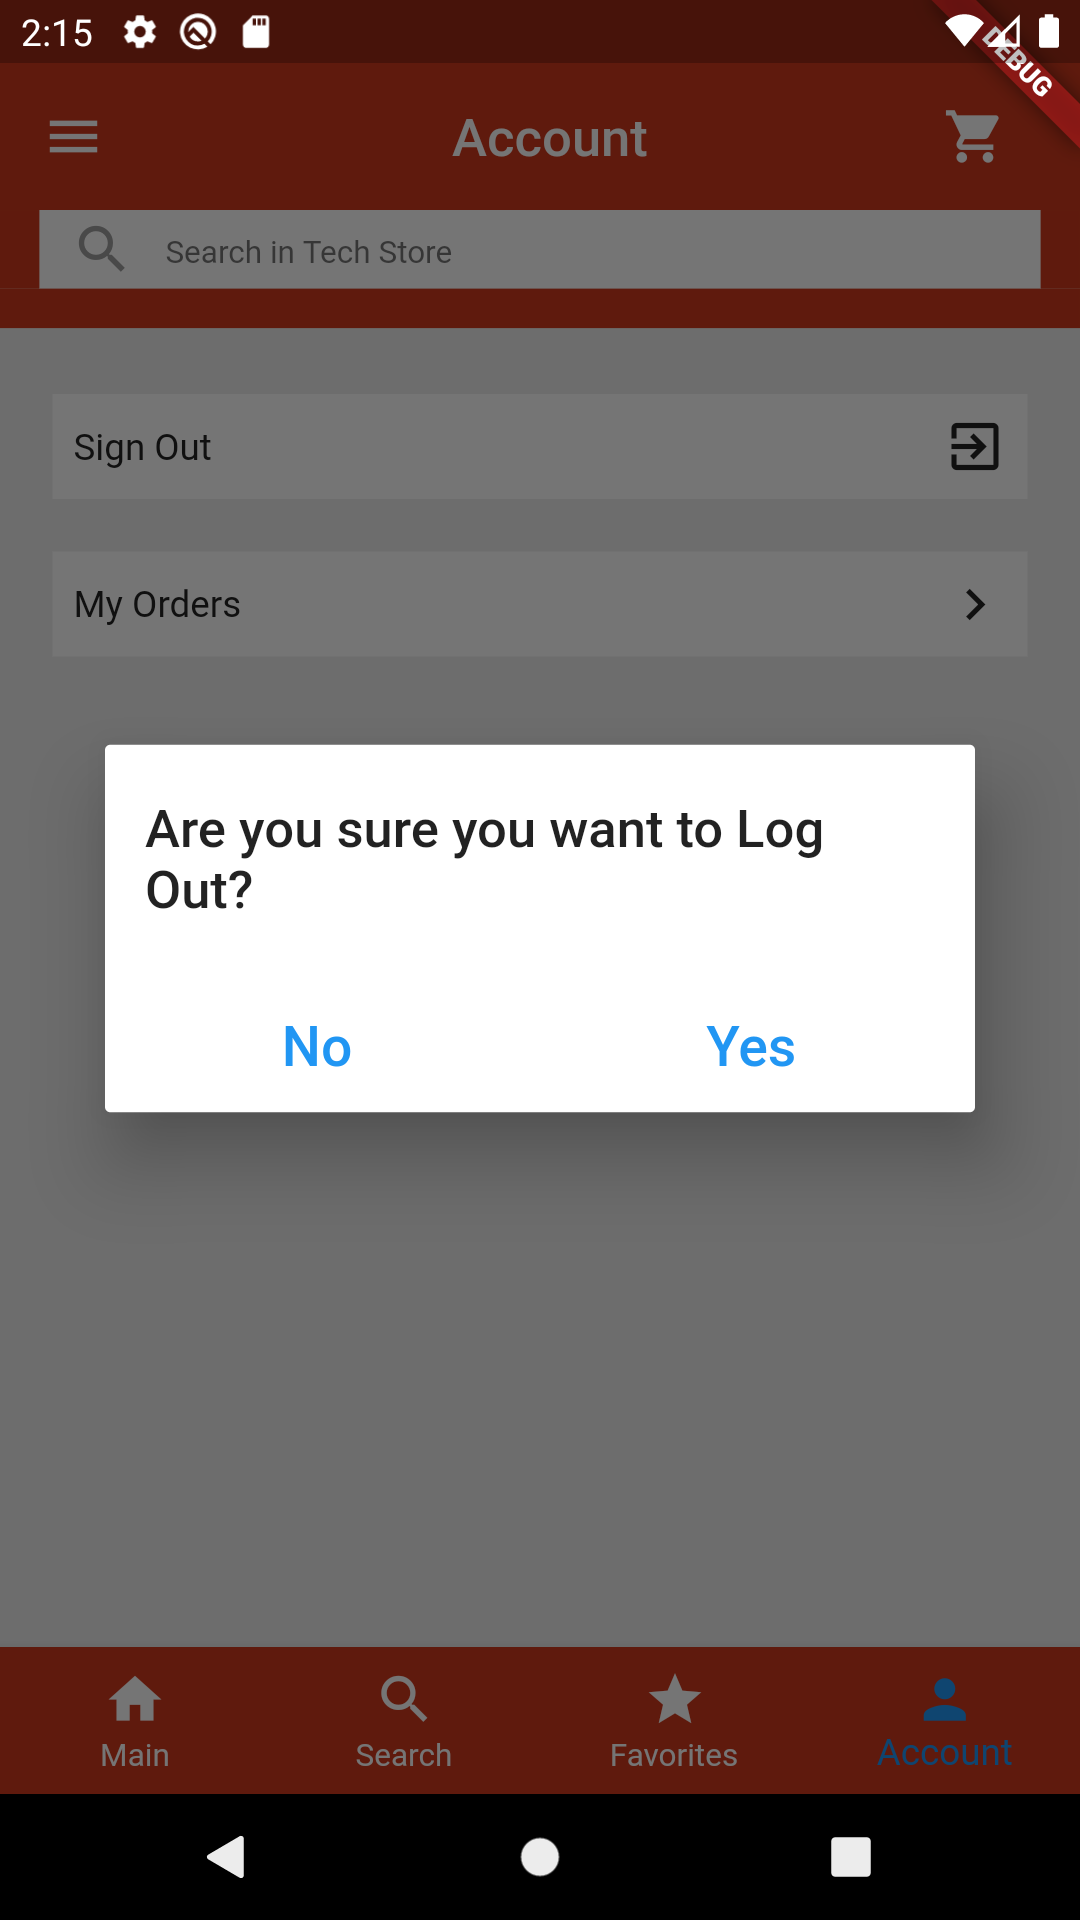 2:15
DEBUG
Account
Search in Tech Store
Sign Out
My Orders
Are you sure you want to Log
Out?
No Yes
Main Search Favorites Account